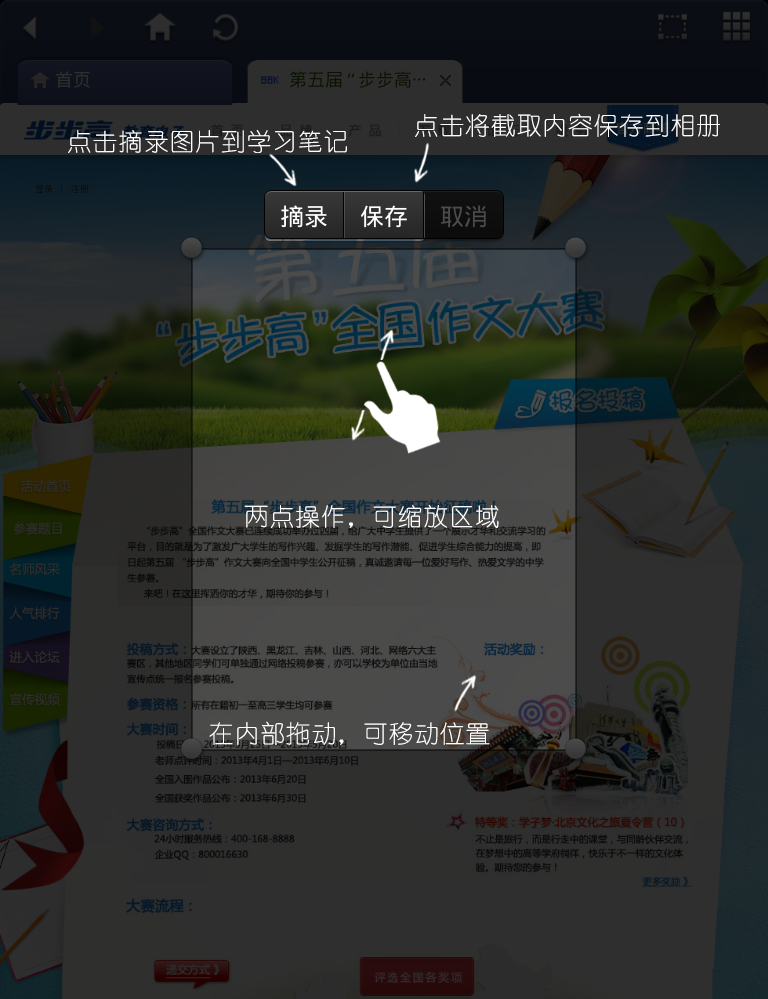 首页
BBK 第五届“步步高…
步步高
产品
点击摘录图片到学习笔记
点击将截取内容保存到相册
登录 | 注册
摘录 保存 取消
第五届
“步步高”全国作文大赛
报名投稿
活动首页
参赛题目
名师风采
人气排行
进入论坛
宣传视频
两点操作，可缩放区域
“步步高”全国作文大赛已连续成功举办过四届，给广大中学生提供了一个展示才华和交流学习的
平台，目的就是为了激发广大学生的写作兴趣、发掘学生的写作潜能、促进学生综合能力的提高，即
日起第五届 “步步高”作文大赛向全国中学生公开征稿，真诚邀请每一位爱好写作、热爱文学的中学
生参赛。
来吧！在这里挥洒你的才华，期待你的参与！
投稿方式：大赛设立了陕西、黑龙江、吉林、山西、河北、网络六大主
赛区，其他地区同学们可单独通过网络投稿参赛，亦可以学校为单位由当地
宣传点统一报名参赛投稿。
活动奖励：
参赛资格：所有在籍初一至高三学生均可参赛
大赛时间：
在内部拖动，可移动位置
老师点评时间：2013年4月1日—2013年6月10日
全国入围作品公布：2013年6月20日
全国获奖作品公布：2013年6月30日
大赛咨询方式：
24小时服务热线：400-168-8888
企业QQ：800016630
特等奖：学子梦·北京文化之旅夏令营（10）
不止是旅行，而是行走中的课堂，与同龄伙伴交流，
在梦想中的高等学府徜徉，快乐于不一样的文化体
验。期待您的参与！
更多奖励 》
大赛流程：
递交方式 》
评选全国各奖项